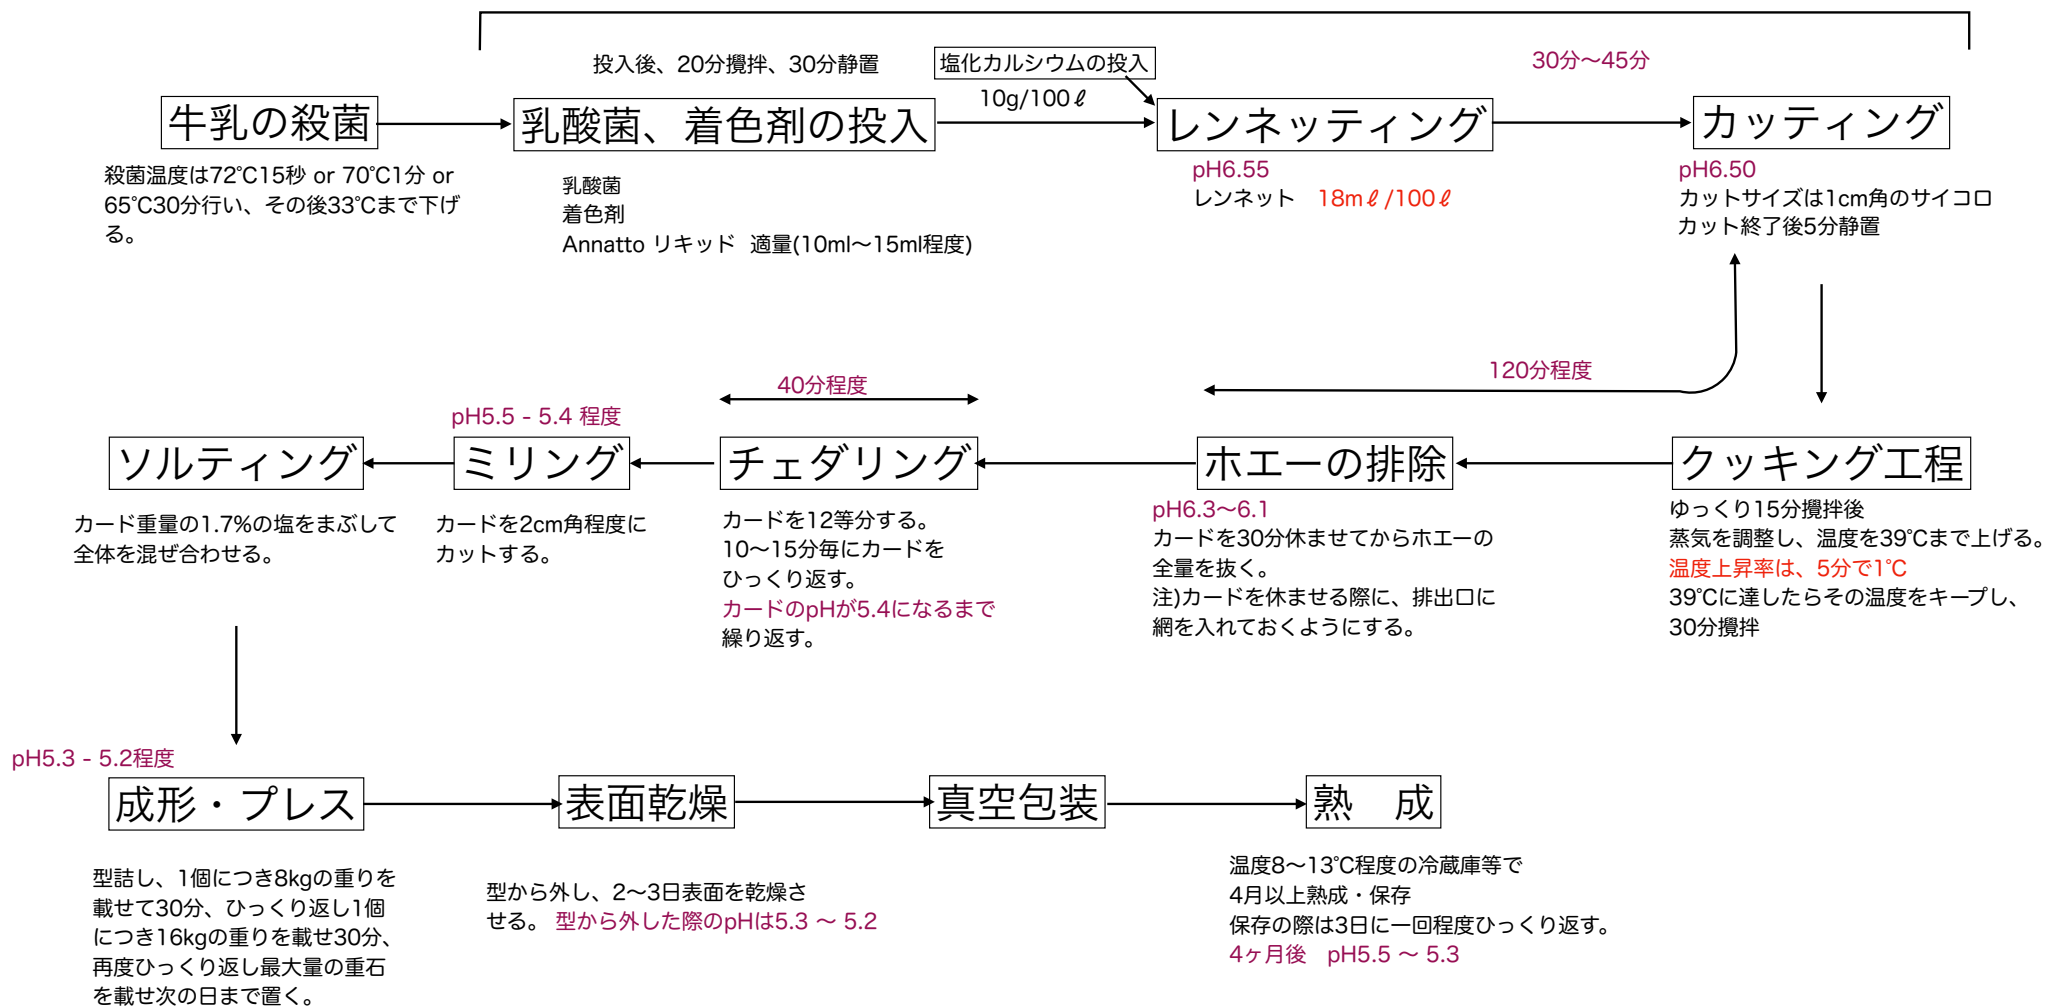 投入後、20分攪拌、30分静置
塩化カルシウムの投入
10g/100ℓ
30分〜45分
牛乳の殺菌
乳酸菌、着色剤の投入
レンネッティング
カッティング
殺菌温度は72℃15秒 or 70℃1分 or
65℃30分行い、その後33℃まで下げ
る。
乳酸菌
着色剤
Annatto リキッド 適量(10ml〜15ml程度)
pH6.55
レンネット 18mℓ/100ℓ
pH6.50
カットサイズは1cm角のサイコロ
カット終了後5分静置
120分程度
40分程度
pH5.5 - 5.4 程度
ソルティング
ミリング
チェダリング
ホエーの排除
クッキング工程
カード重量の1.7%の塩をまぶして
全体を混ぜ合わせる。
カードを2cm角程度に
カットする。
カードを12等分する。
10〜15分毎にカードを
ひっくり返す。
カードのpHが5.4になるまで
繰り返す。
pH6.3〜6.1
カードを30分休ませてからホエーの
全量を抜く。
注)カードを休ませる際に、排出口に
網を入れておくようにする。
ゆっくり15分攪拌後
蒸気を調整し、温度を39℃まで上げる。
温度上昇率は、5分で1℃
39℃に達したらその温度をキープし、
30分攪拌
pH5.3 - 5.2程度
成形・プレス
表面乾燥
真空包装
熟 成
型詰し、1個につき8kgの重りを
載せて30分、ひっくり返し1個
につき16kgの重りを載せ30分、
再度ひっくり返し最大量の重石
を載せ次の日まで置く。
型から外し、2〜3日表面を乾燥さ
せる。 型から外した際のpHは5.3 〜 5.2
温度8〜13℃程度の冷蔵庫等で
4月以上熟成・保存
保存の際は3日に一回程度ひっくり返す。
4ヶ月後 pH5.5 〜 5.3